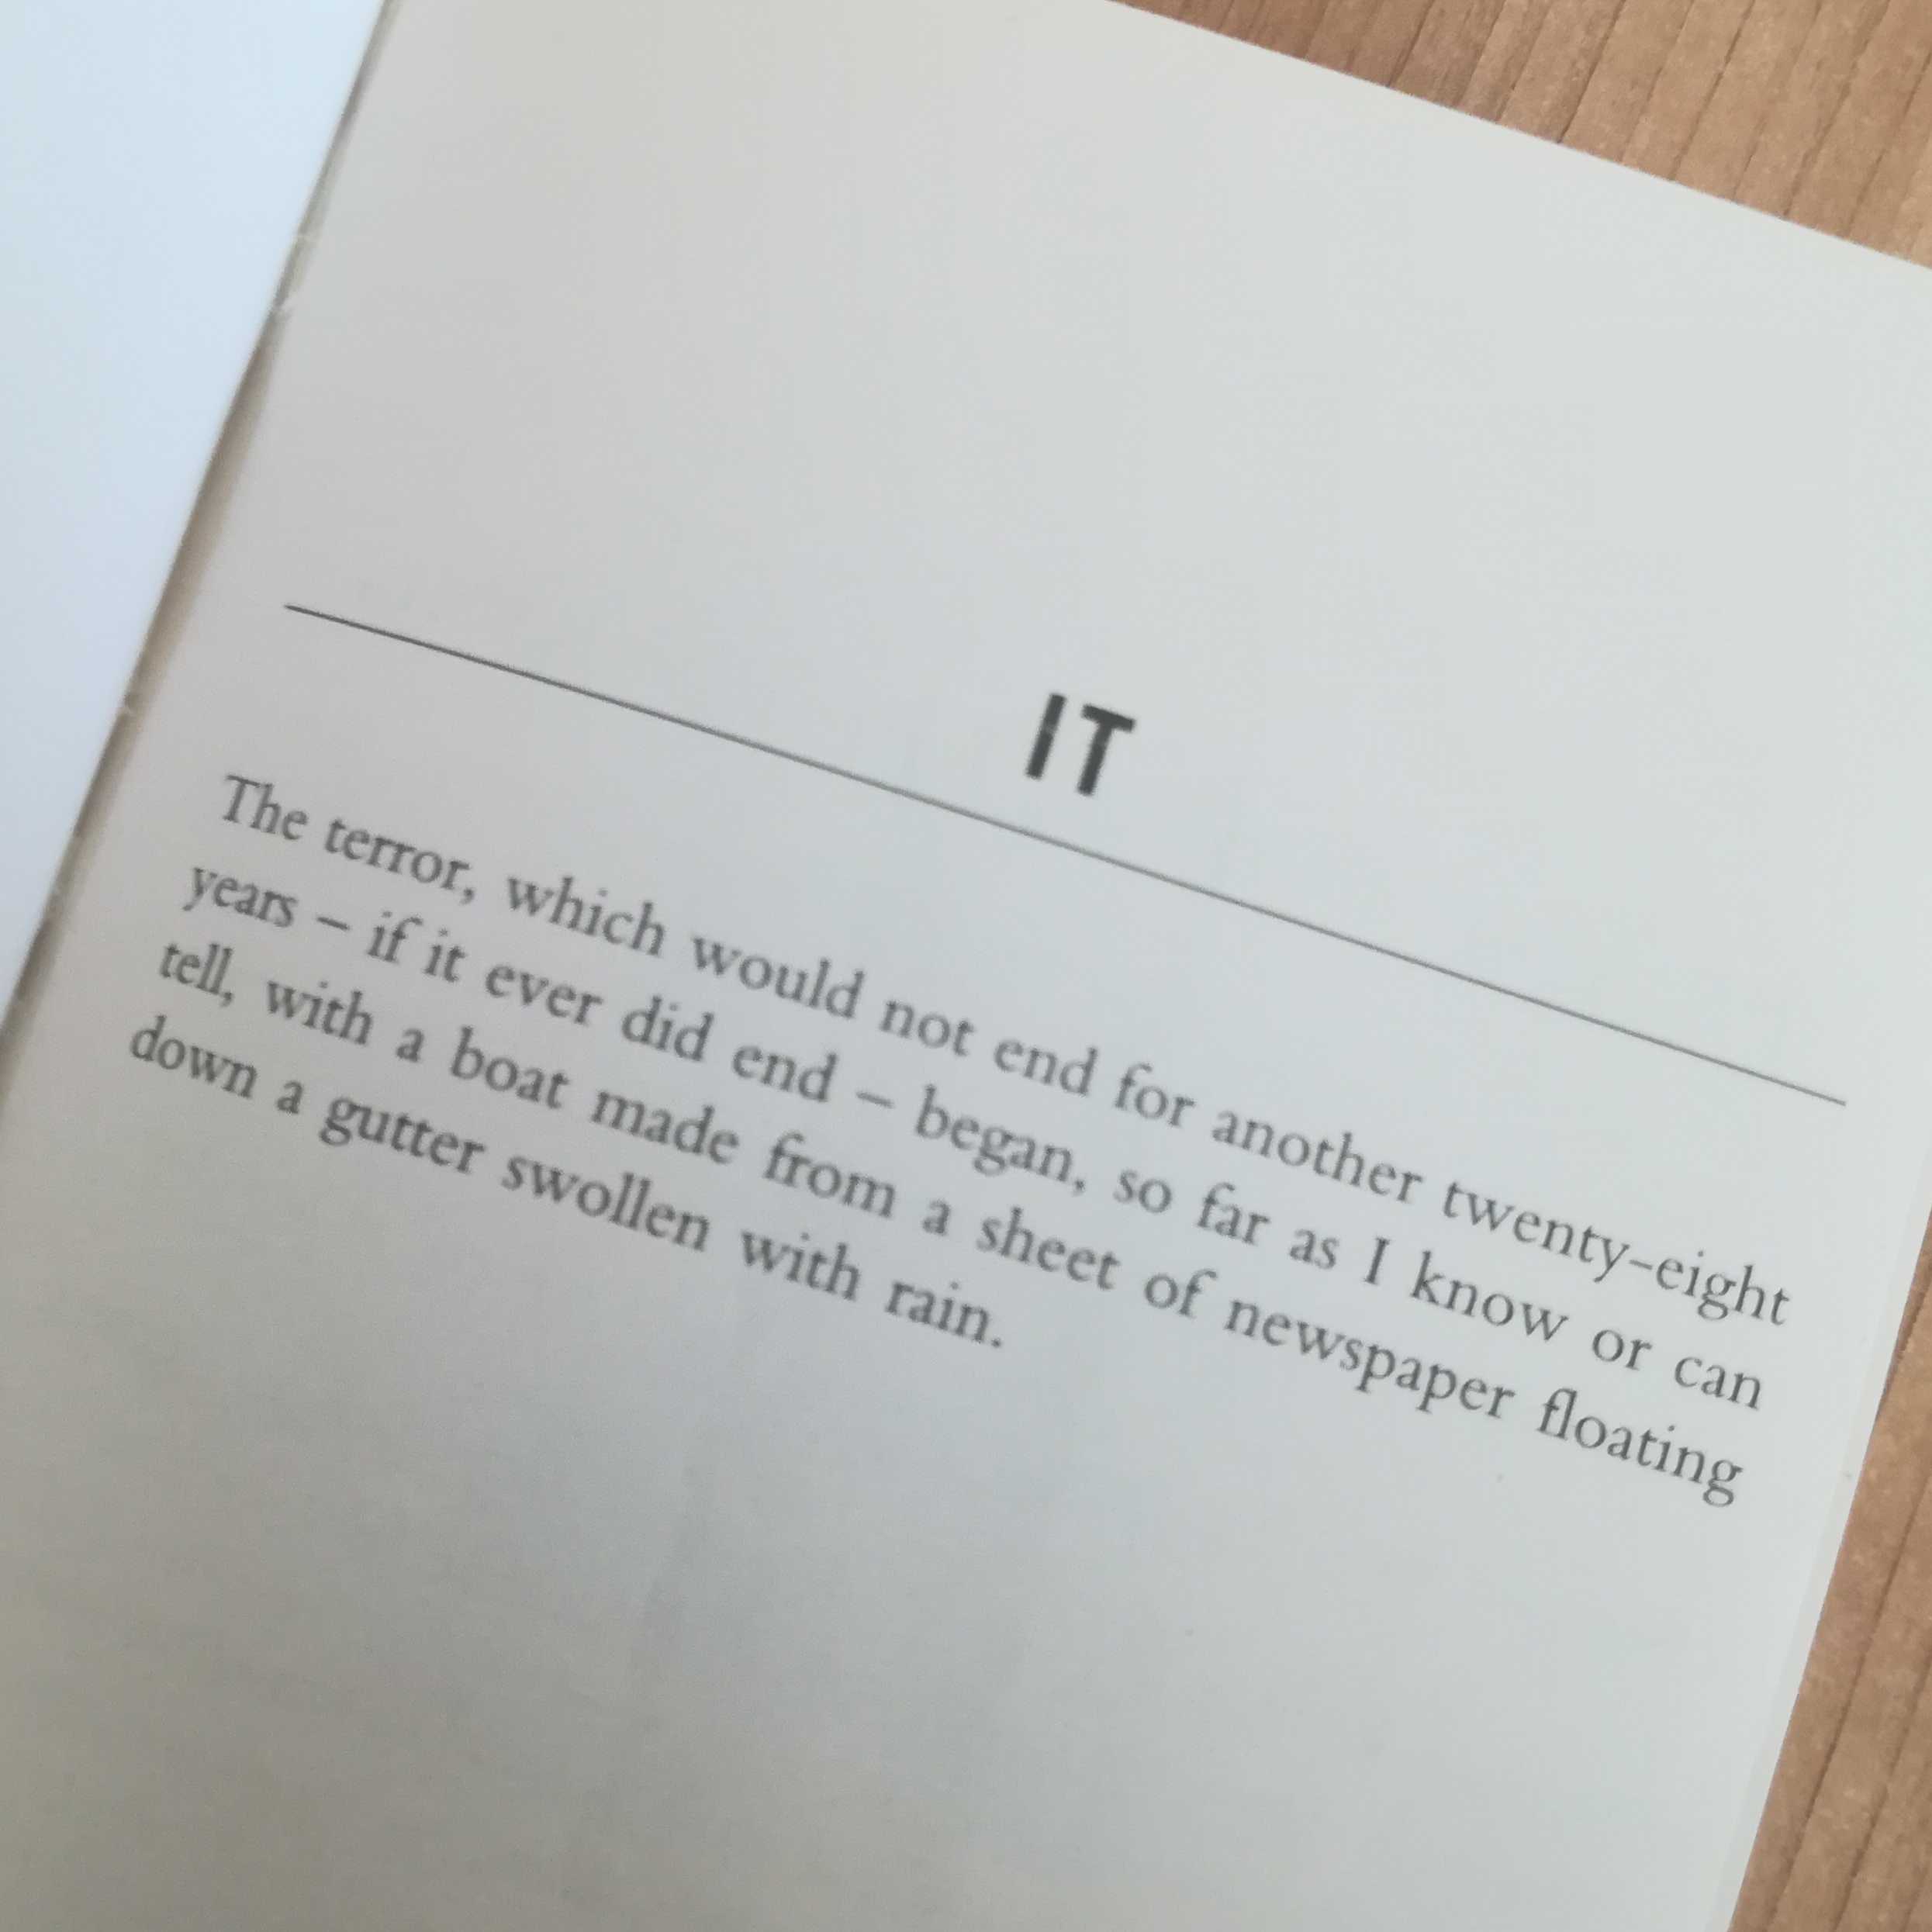 IT
The terror, which would not end for another twenty-eight
years – if it ever did end – began, so far as I know or can
tell, with a boat made from a sheet of newspaper floating
down a gutter swollen with rain.